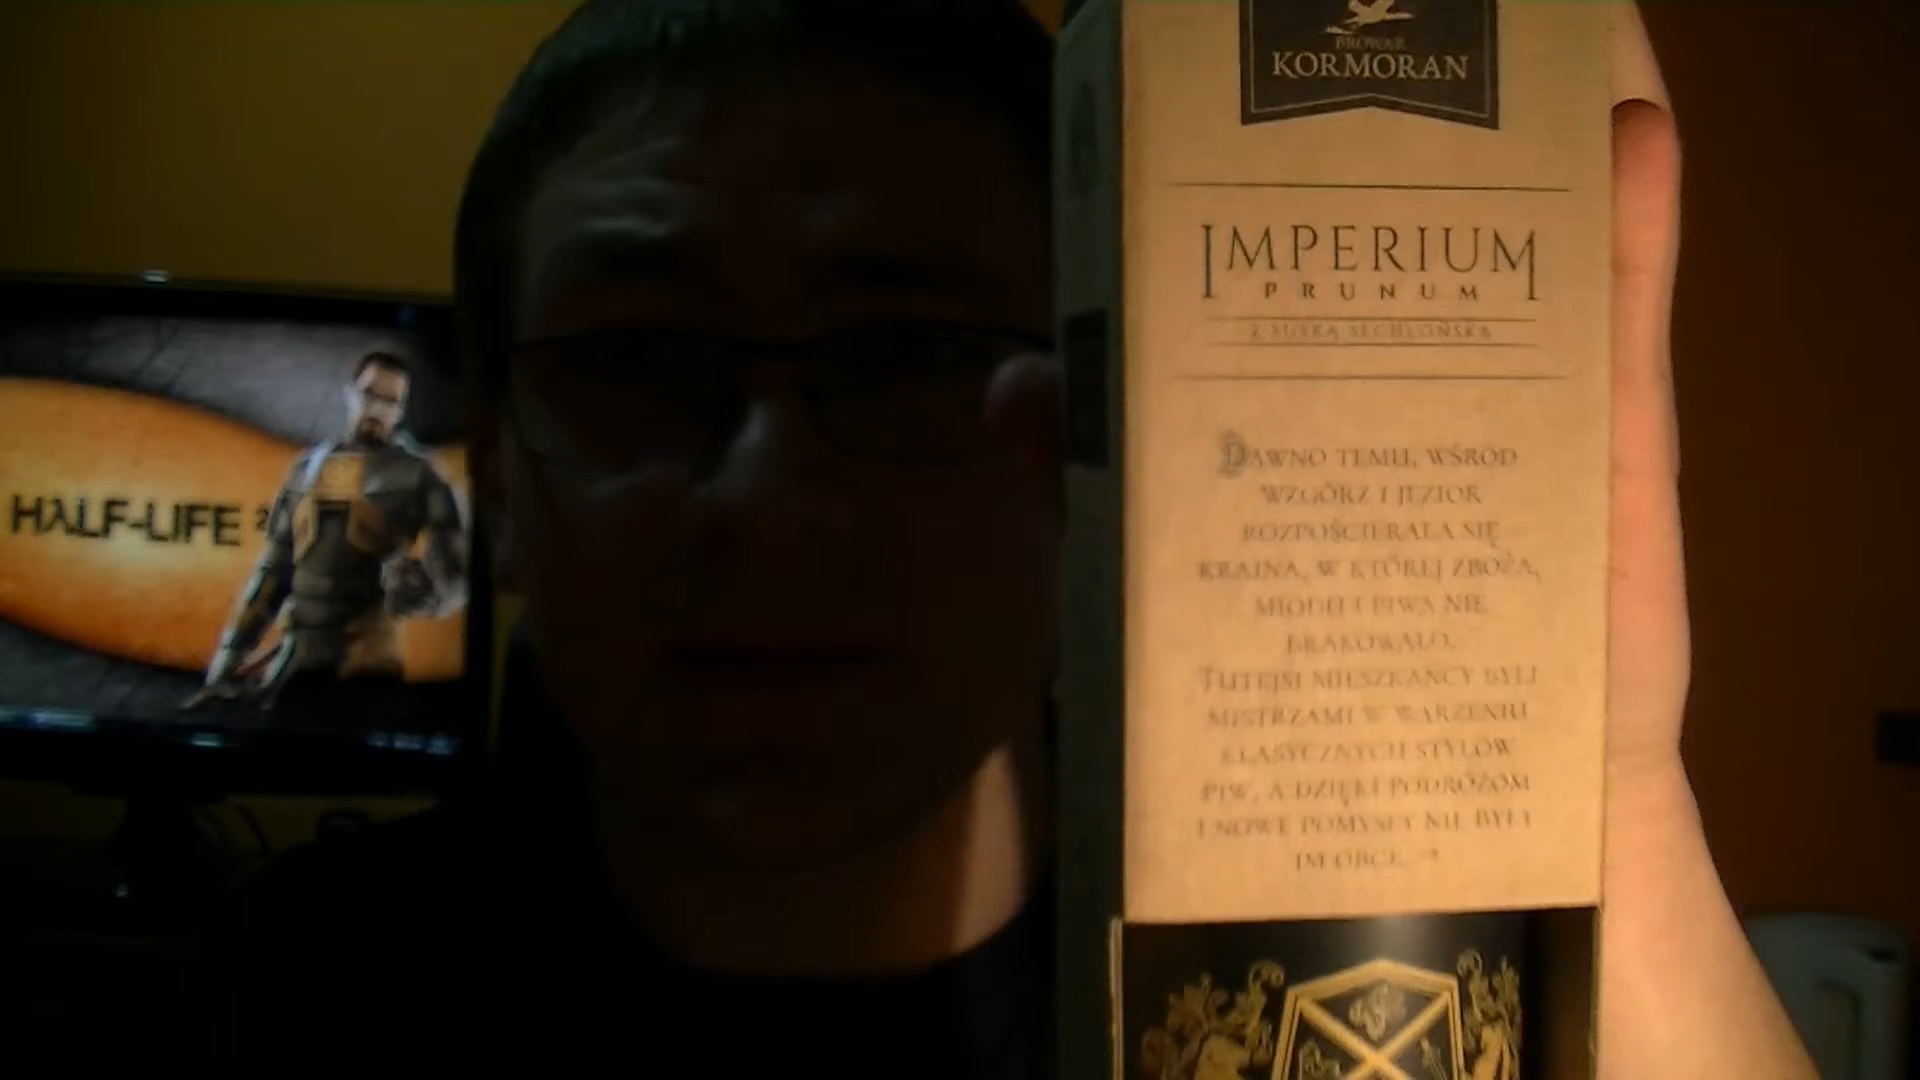 HALF-LIFE 2
BROWAR
KORMORAN
IMPERIUM
PRUNUM
Z SUSKĄ SECHLOŃSKĄ
DAWNO TEMU, WŚRÓD
WZGÓRZ I JEZIOR
ROZPOŚCIERAŁA SIĘ
KRAINA, W KTÓREJ ZBOŻA,
MIODU I PIWA NIE
BRAKOWAŁO.
TUTEJSI MIESZKAŃCY BYLI
MISTRZAMI W WARZENIU
KLASYCZNYCH STYLÓW
PIW, A DZIĘKI PODRÓŻOM
I NOWE POMYSŁY NIE BYŁY
IM OBCE.